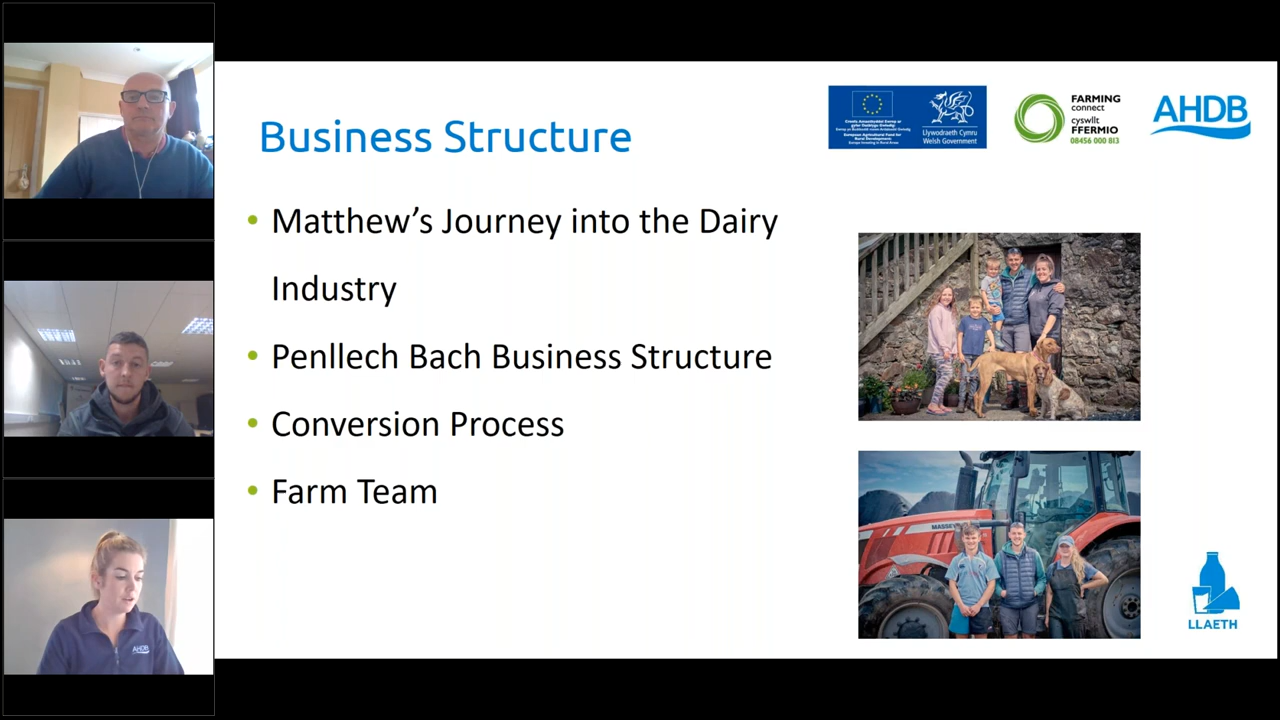 Business Structure
Llywodraeth Cymru
Welsh Government
FARMING
connect
cyswllt
FFERMIO
08456 000 813
AHDB
• Matthew's Journey into the Dairy
Industry
• Penllech Bach Business Structure
• Conversion Process
• Farm Team
MASSEY
LLAETH
AHDB